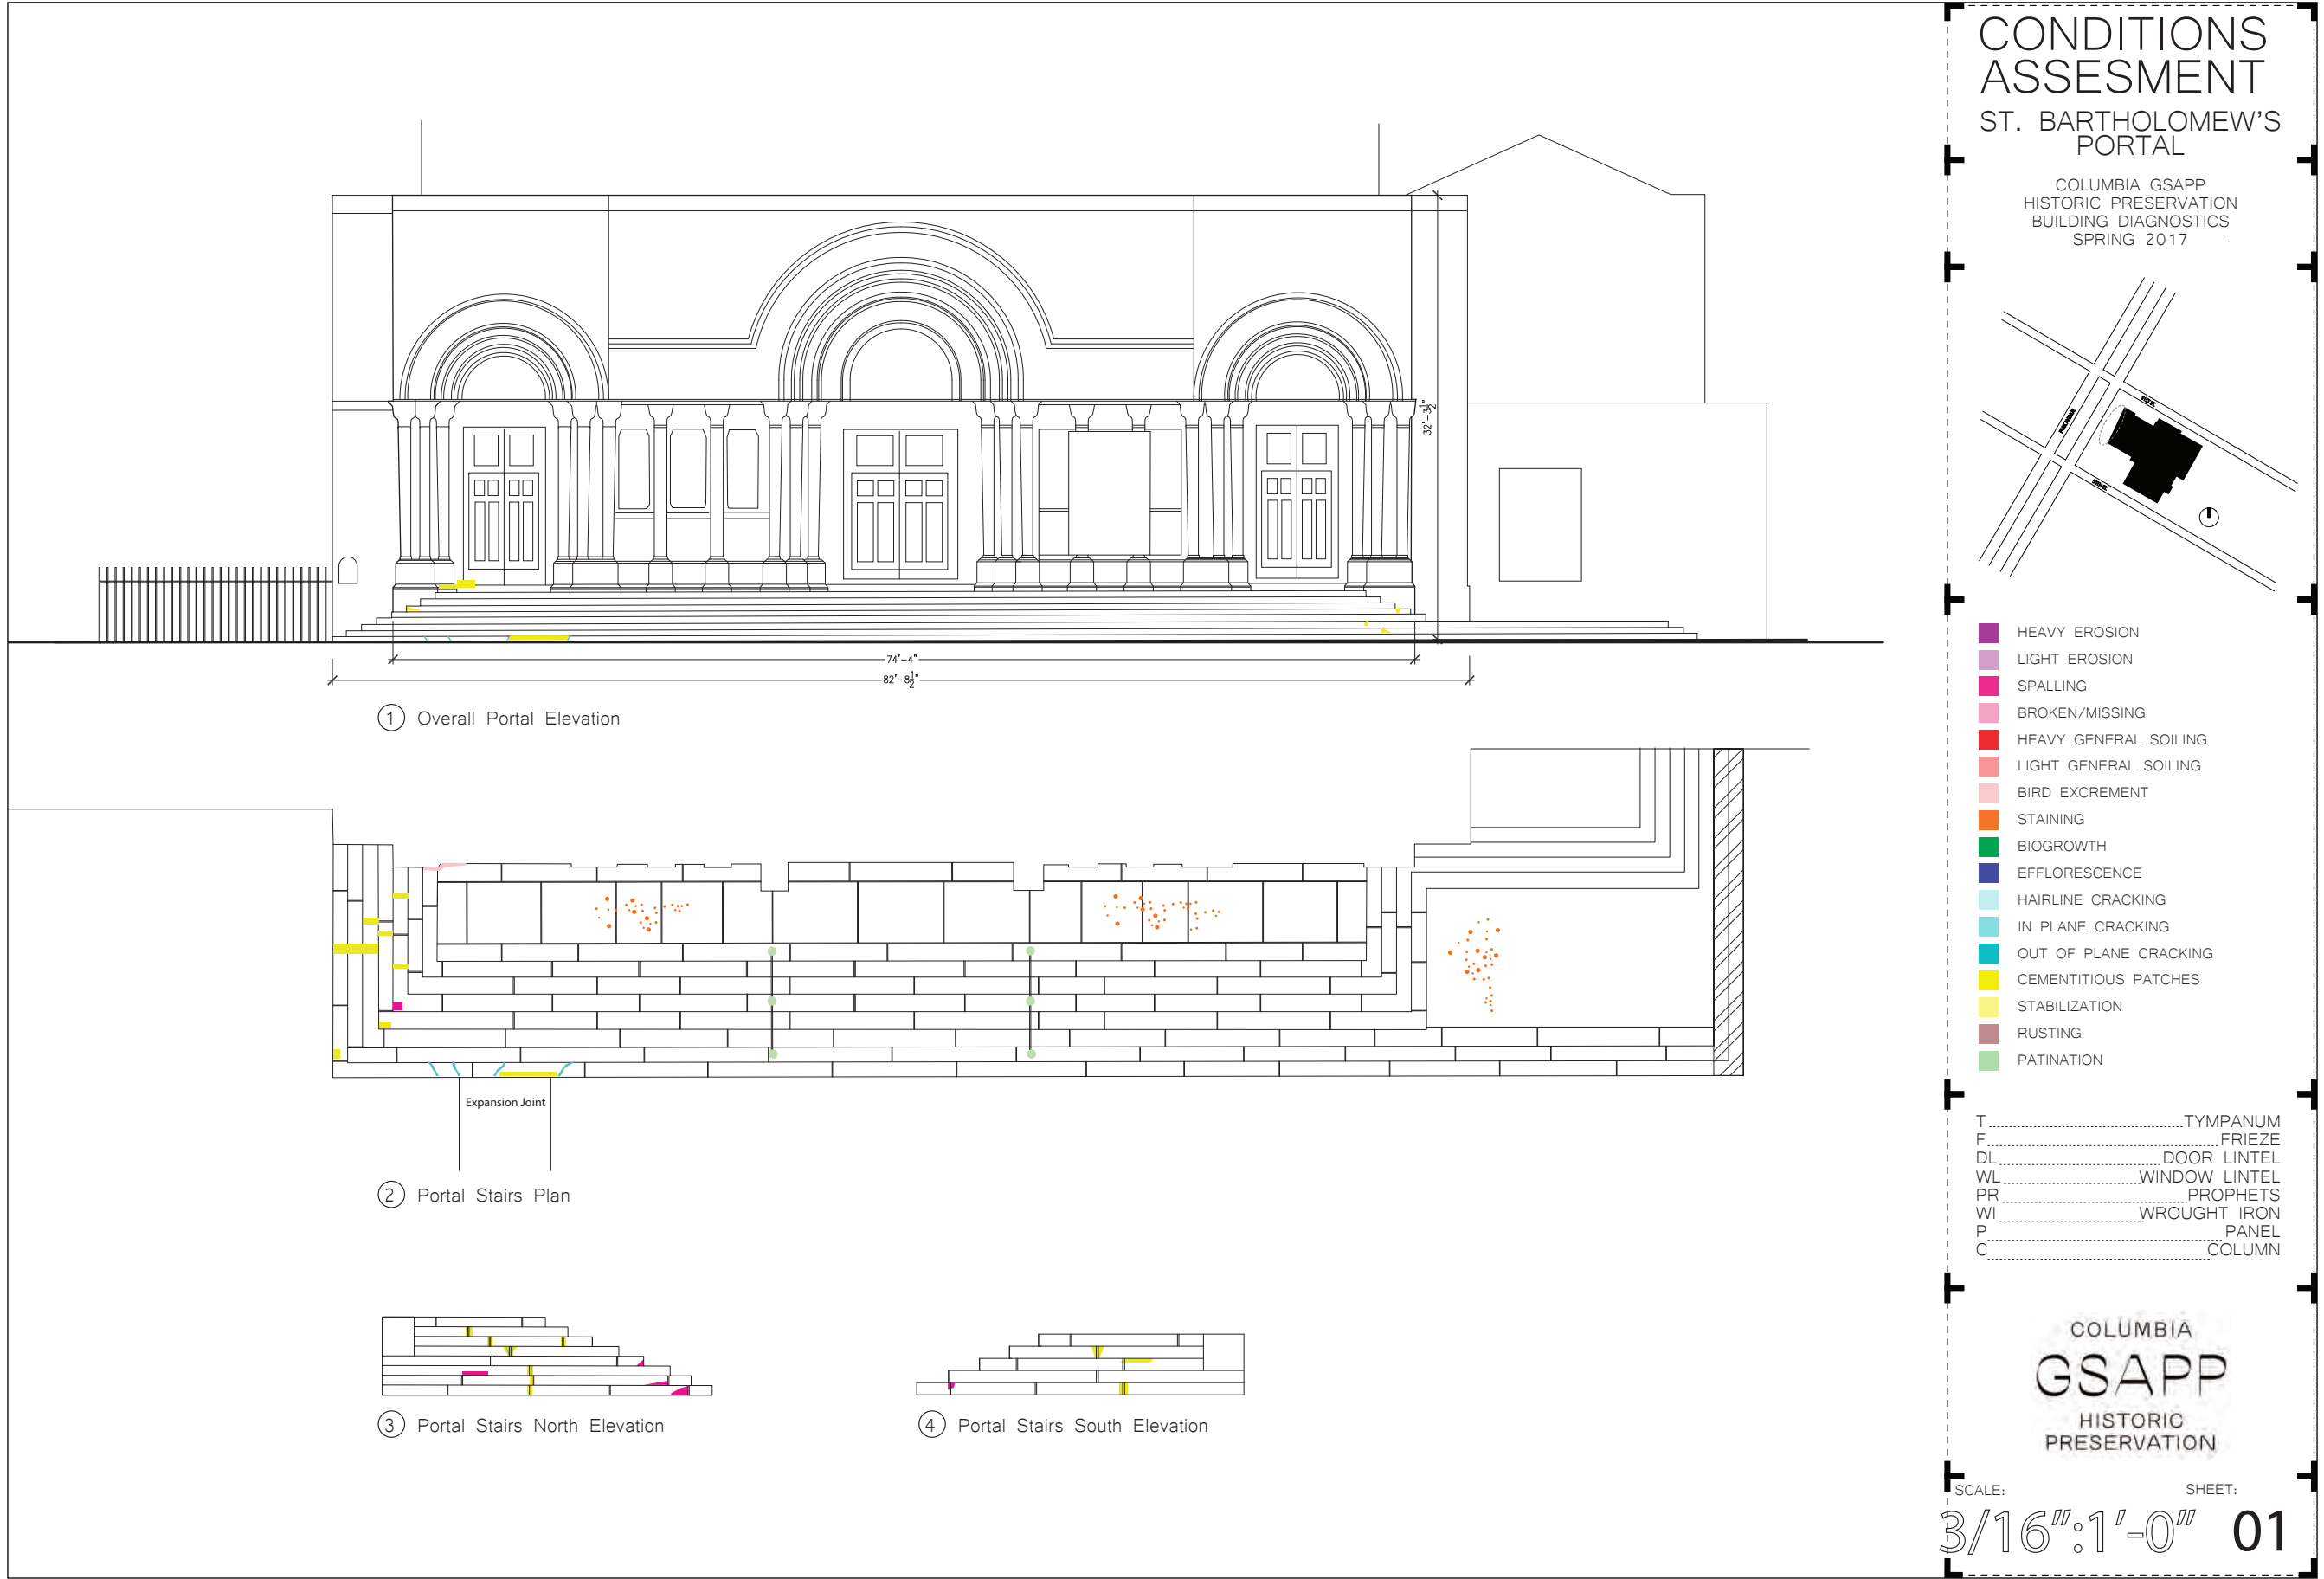 CONDITIONS
ASSESMENT
ST. BARTHOLOMEW'S
PORTAL
COLUMBIA GSAPP
HISTORIC PRESERVATION
BUILDING DIAGNOSTICS
SPRING 2017
PARK AVENUE
HEAVY EROSION
LIGHT EROSION
SPALLING
BROKEN/MISSING
HEAVY GENERAL SOILING
LIGHT GENERAL SOILING
BIRD EXCREMENT
STAINING
BIOGROWTH
EFFLORESCENCE
HAIRLINE CRACKING
IN PLANE CRACKING
OUT OF PLANE CRACKING
CEMENTITIOUS PATCHES
STABILIZATION
RUSTING
PATINATION
T TYMPANUM
F FRIEZE
DL DOOR LINTEL
WL WINDOW LINTEL
PR PROPHETS
WI WROUGHT IRON
P PANEL
C COLUMN
COLUMBIA
GSAPP
HISTORIC
PRESERVATION
SCALE: SHEET:
3/16":1'-0" 01
32'-3½"
74'-4"
82'-8½"
1 Overall Portal Elevation
Expansion Joint
2 Portal Stairs Plan
3 Portal Stairs North Elevation
4 Portal Stairs South Elevation